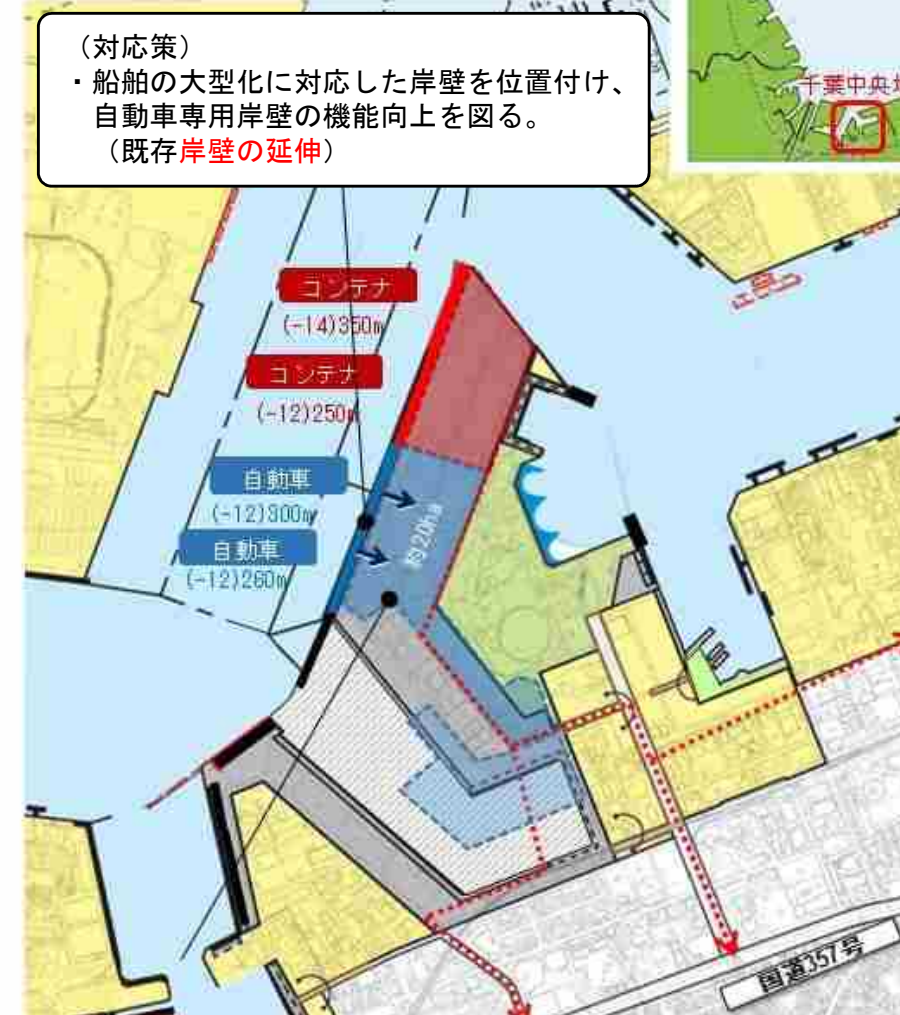 （対応策）
・船舶の大型化に対応した岸壁を位置付け、
自動車専用岸壁の機能向上を図る。
（既存岸壁の延伸）
千葉中央地
コンテナ
(-14)350m
コンテナ
(-12)250m
自動車
(-12)300m
自動車
(-12)260m
約20ha
国道357号